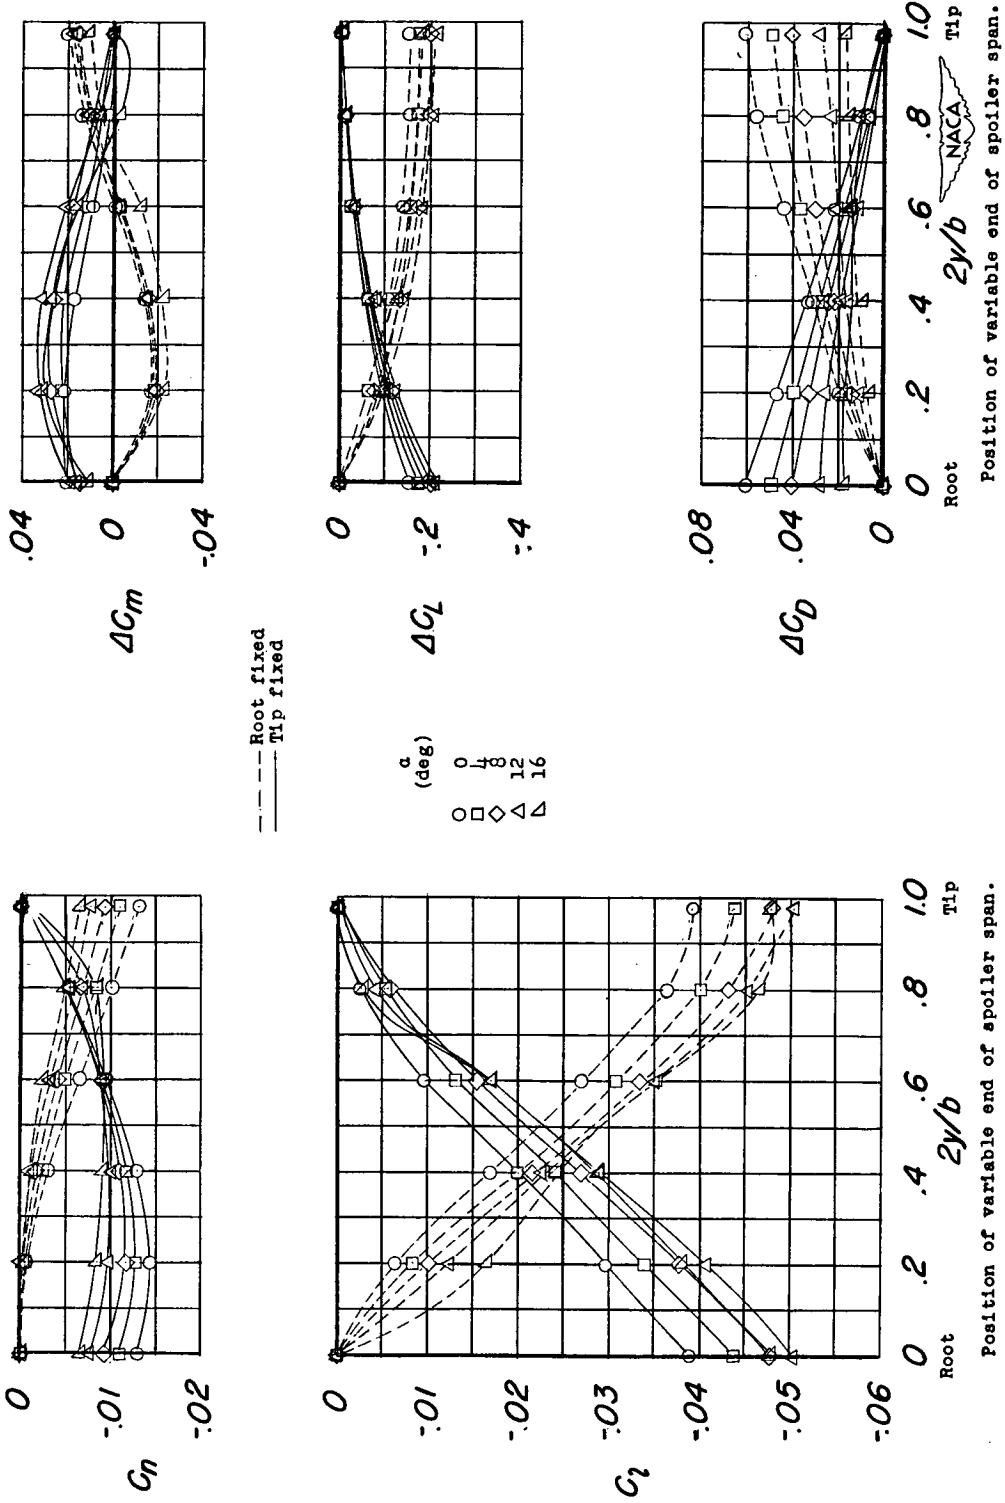 .04
0
-.04
ΔCm
0
-.2
-.4
ΔCL
.08
.04
0
ΔCD
0 .2 .4 .6 .8 1.0
Root 2y/b Tip
NACA
Position of variable end of spoiler span.
Root fixed
Tip fixed
α
(deg)
0
4
8
12
16
0
-.01
-.02
Cn
0
-.01
-.02
-.03
-.04
-.05
-.06
Cl
0 .2 .4 .6 .8 1.0
Root 2y/b Tip
Position of variable end of spoiler span.